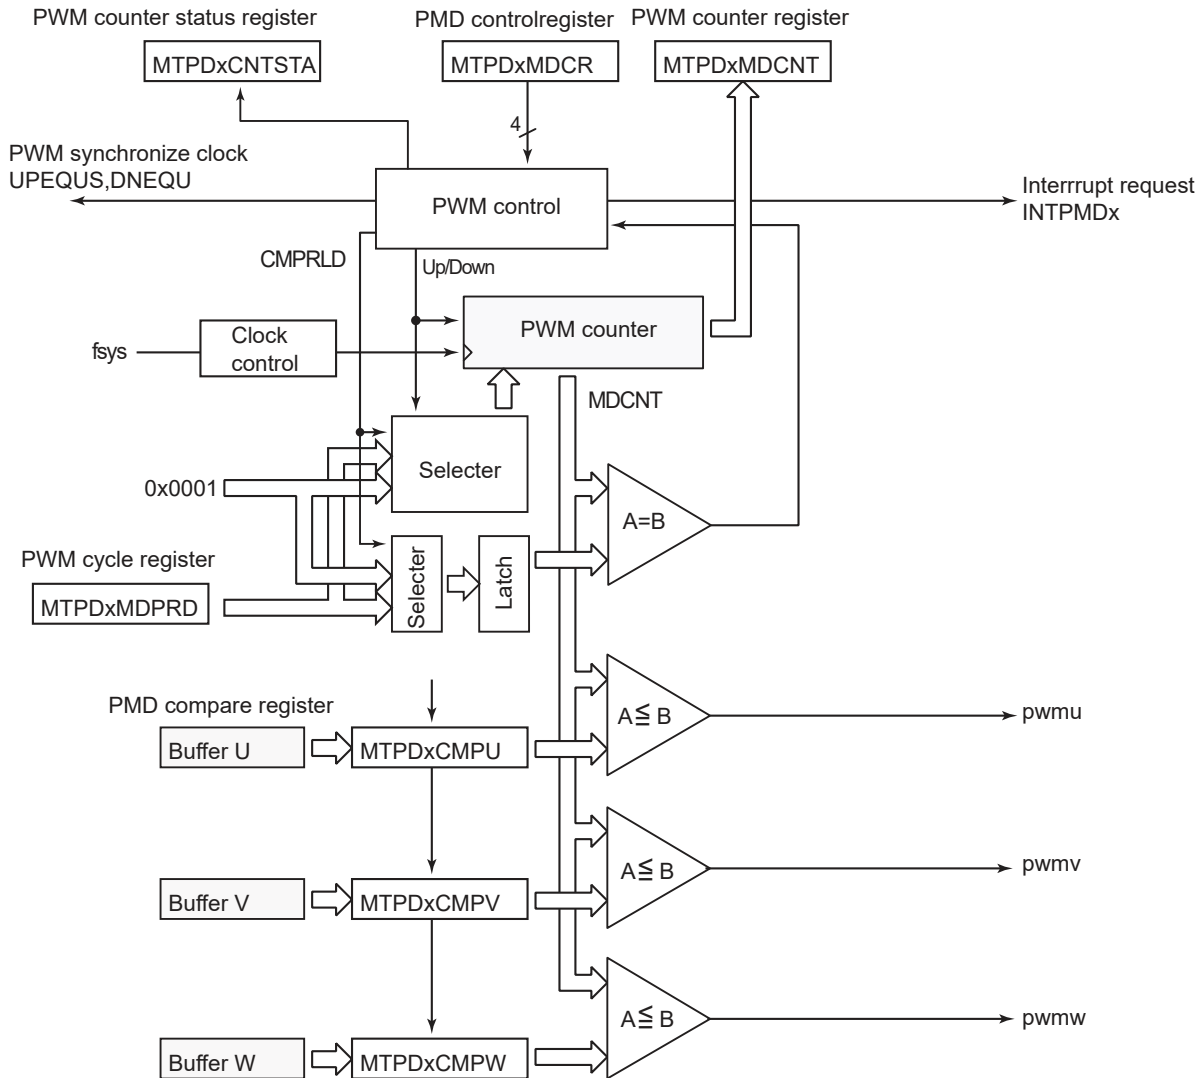 PWM counter status register
PMD controlregister
PWM counter register
MTPDxCNTSTA
MTPDxMDCR
MTPDxMDCNT
4
PWM synchronize clock
UPEQUS,DNEQU
PWM control
Interrrupt request
INTPMDx
CMPRLD
Up/Down
PWM counter
fsys
Clock
control
MDCNT
Selecter
0x0001
A=B
PWM cycle register
MTPDxMDPRD
Selecter
Latch
PMD compare register
Buffer U
MTPDxCMPU
A≦ B
pwmu
Buffer V
MTPDxCMPV
A≦ B
pwmv
Buffer W
MTPDxCMPW
A≦ B
pwmw